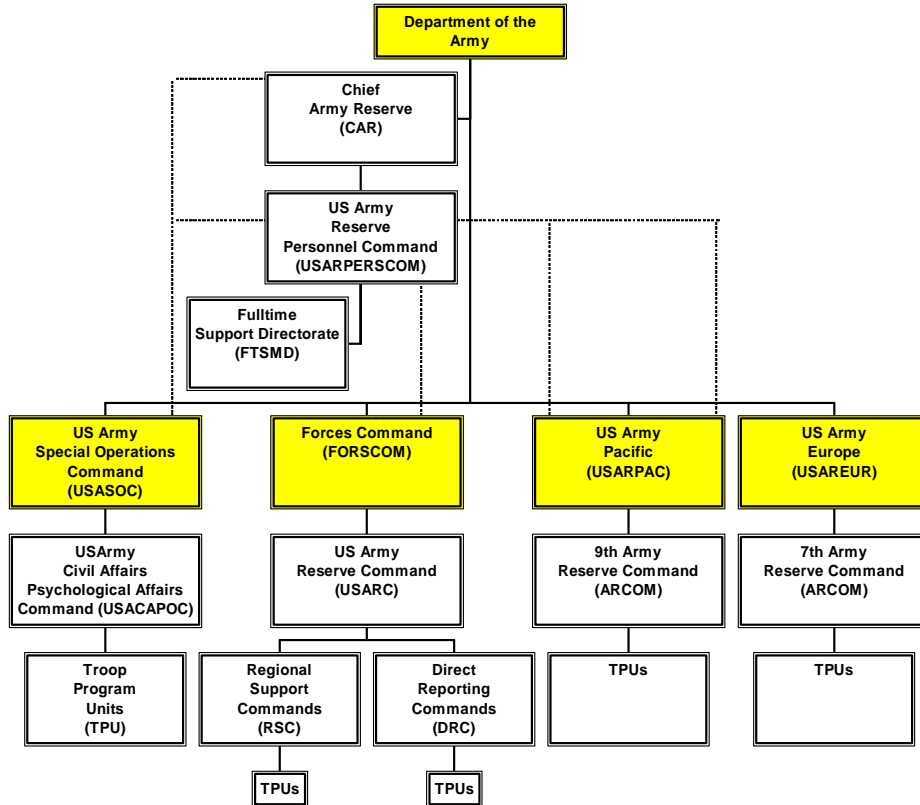 Department of the
Army
Chief
Army Reserve
(CAR)
US Army
Reserve
Personnel Command
(USARPERSCOM)
Fulltime
Support Directorate
(FTSMD)
US Army
Special Operations
Command
(USASOC)
Forces Command
(FORSCOM)
US Army
Pacific
(USARPAC)
US Army
Europe
(USAREUR)
USArmy
Civil Affairs
Psychological Affairs
Command (USACAPOC)
US Army
Reserve Command
(USARC)
9th Army
Reserve Command
(ARCOM)
7th Army
Reserve Command
(ARCOM)
Troop
Program
Units
(TPU)
Regional
Support
Commands
(RSC)
Direct
Reporting
Commands
(DRC)
TPUs
TPUs
TPUs
TPUs